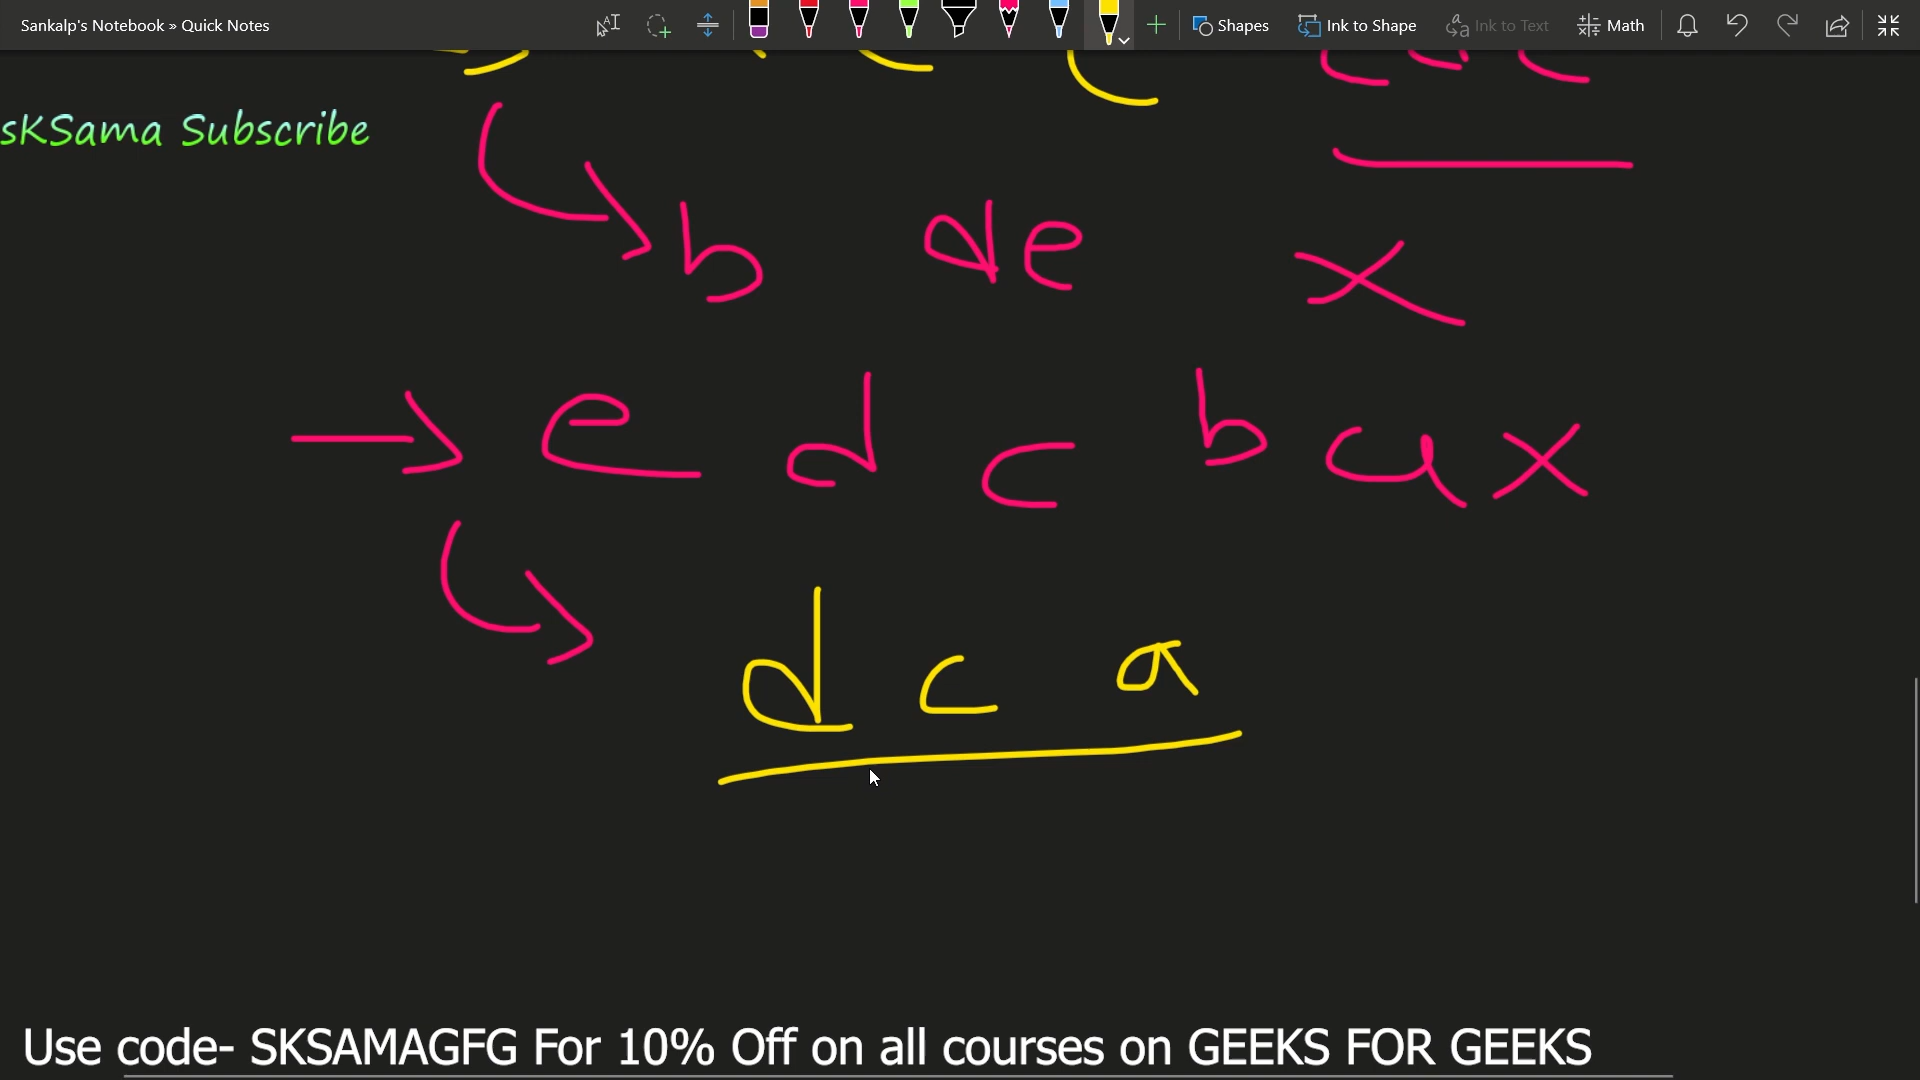 Sankalp's Notebook » Quick Notes Shapes Ink to Shape Ink to Text Math
sKSama Subscribe
b de x
e d c b a x
d c a
Use code- SKSAMAGFG For 10% Off on all courses on GEEKS FOR GEEKS